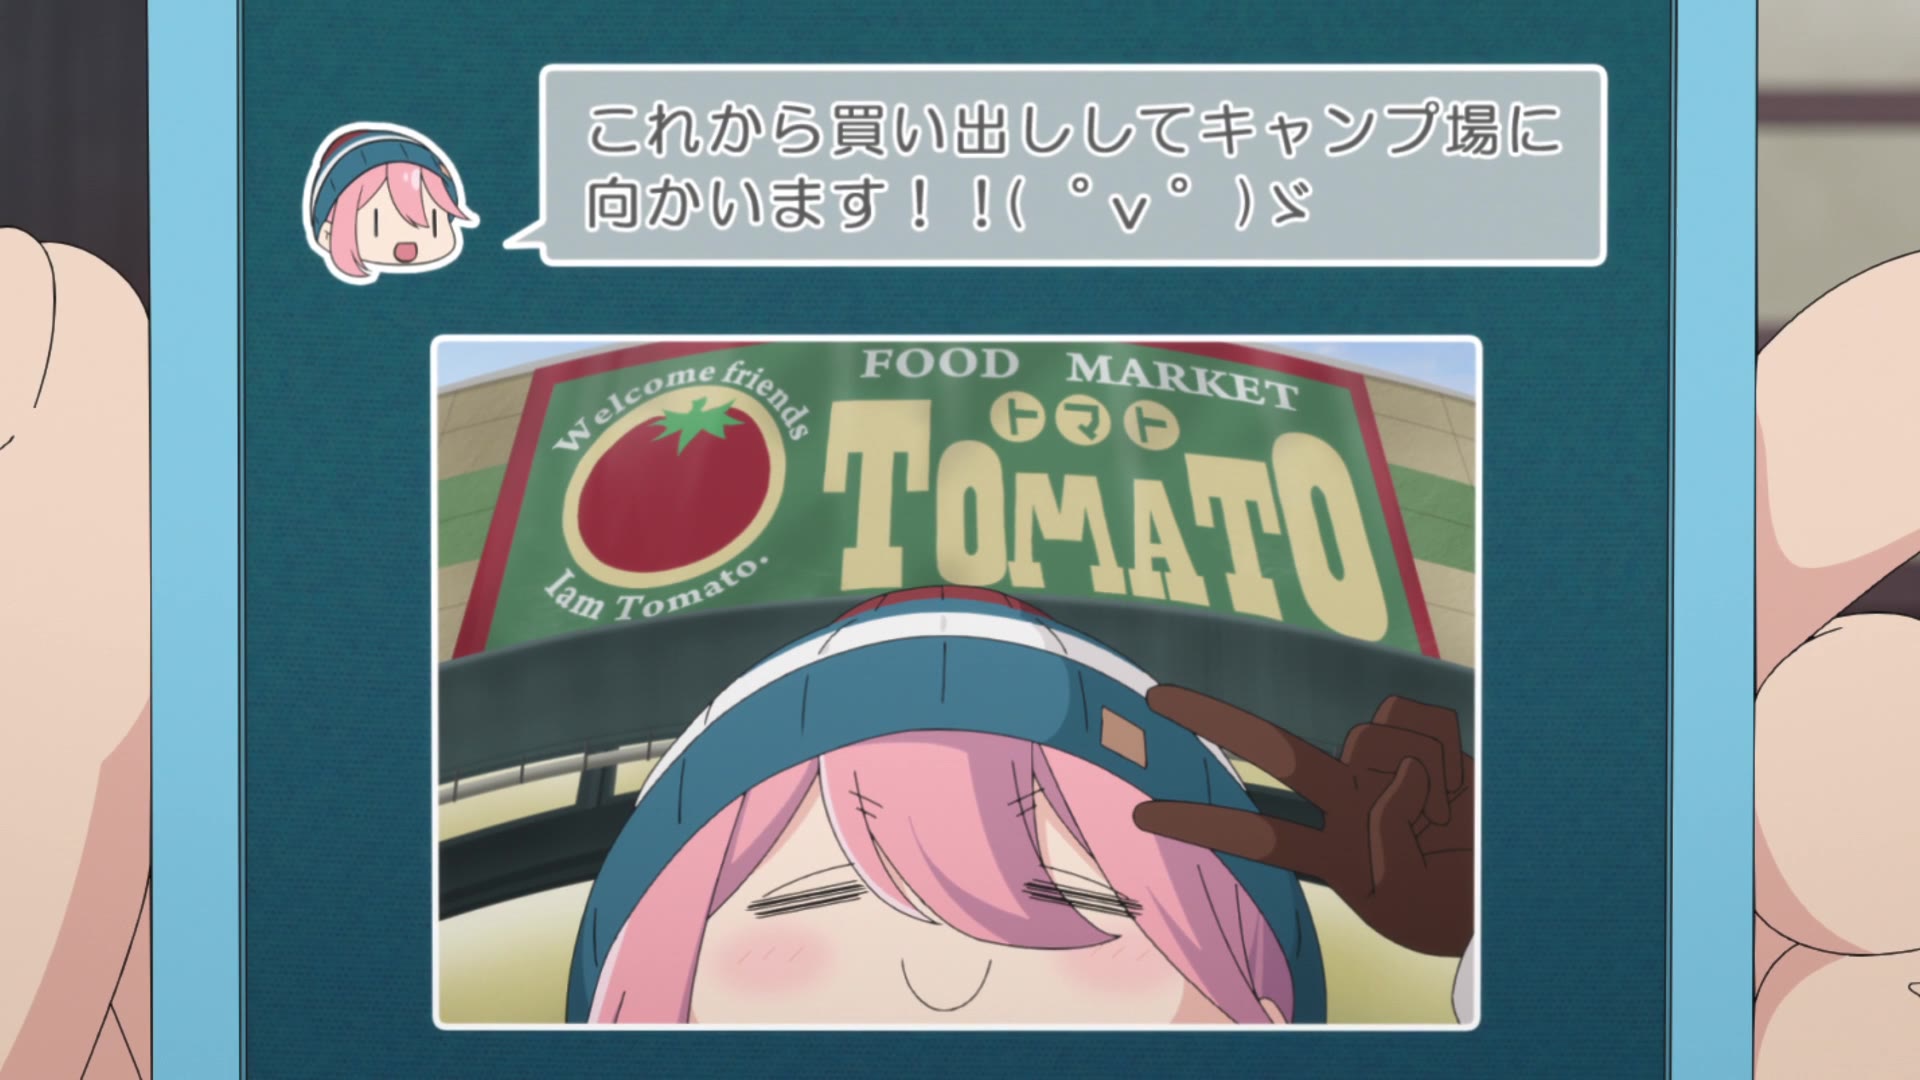 これから買い出ししてキャンプ場に
向かいます！！( ﾟvﾟ )ゞ
Welcome friends
Iam Tomato.
FOOD MARKET
トマト
TOMATO